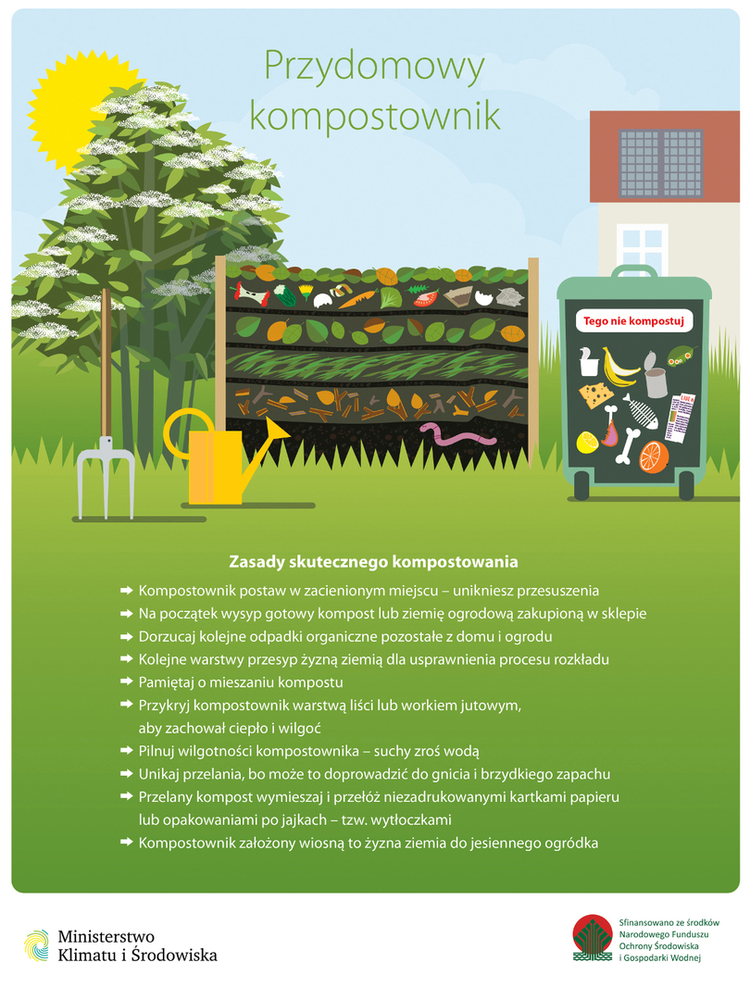 Przydomowy
kompostownik
Tego nie kompostuj
Zasady skutecznego kompostowania
Kompostownik postaw w zacienionym miejscu – unikniesz przesuszenia
Na początek wysyp gotowy kompost lub ziemię ogrodową zakupioną w sklepie
Dorzucaj kolejne odpadki organiczne pozostałe z domu i ogrodu
Kolejne warstwy przesyp żyzną ziemią dla usprawnienia procesu rozkładu
Pamiętaj o mieszaniu kompostu
Przykryj kompostownik warstwą liści lub workiem jutowym,
aby zachował ciepło i wilgoć
Pilnuj wilgotności kompostownika – suchy zroś wodą
Unikaj przelania, bo może to doprowadzić do gnicia i brzydkiego zapachu
Przelany kompost wymieszaj i przełóż niezadrukowanymi kartkami papieru
lub opakowaniami po jajkach – tzw. wytłoczkami
Kompostownik założony wiosną to żyzna ziemia do jesiennego ogródka
Ministerstwo
Klimatu i Środowiska
Sfinansowano ze środków
Narodowego Funduszu
Ochrony Środowiska
i Gospodarki Wodnej